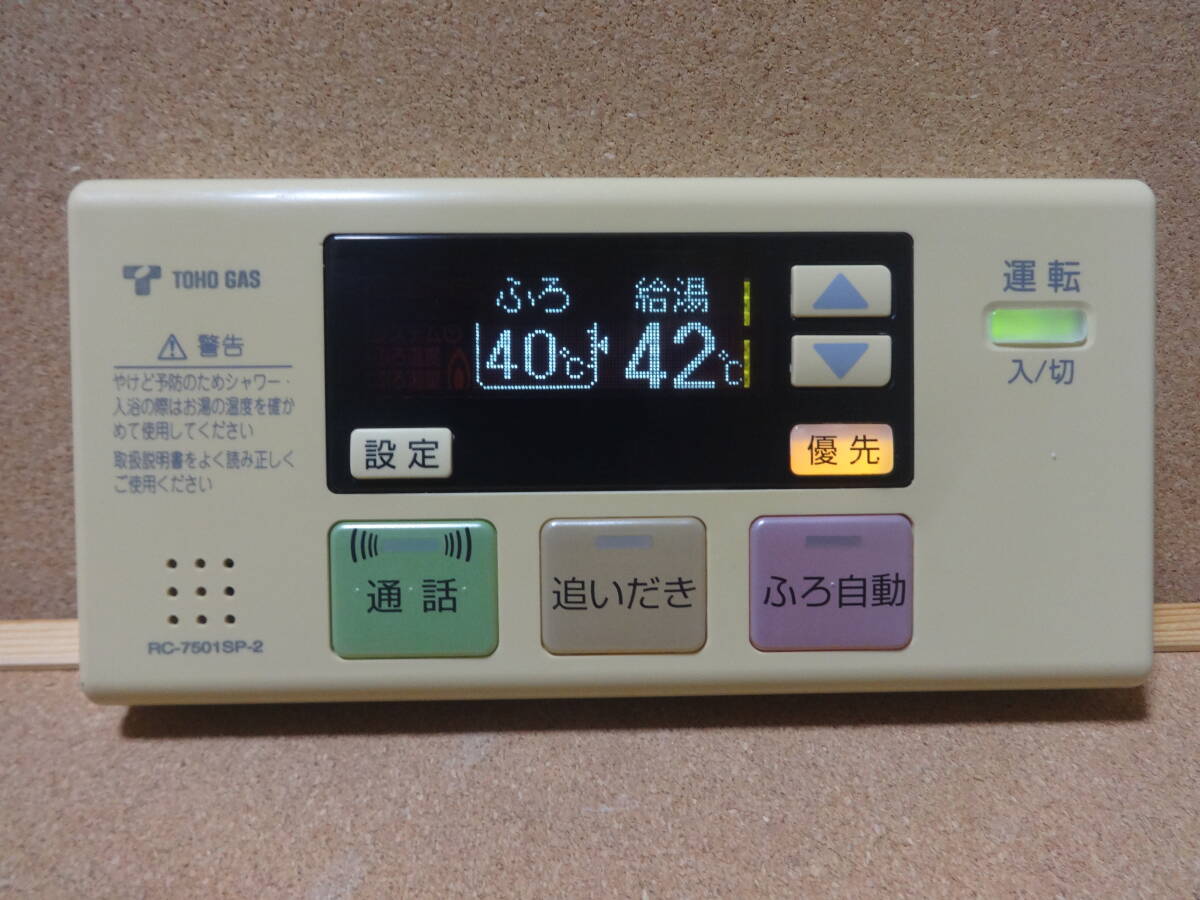 TOHO GAS
警告
やけど予防のためシャワー・
入浴の際はお湯の温度を確か
めて使用してください
取扱説明書をよく読み正しく
ご使用ください
RC-7501SP-2
ふろ 給湯
40℃ 42℃
設定
優先
運転
入/切
通話
追いだき
ふろ自動